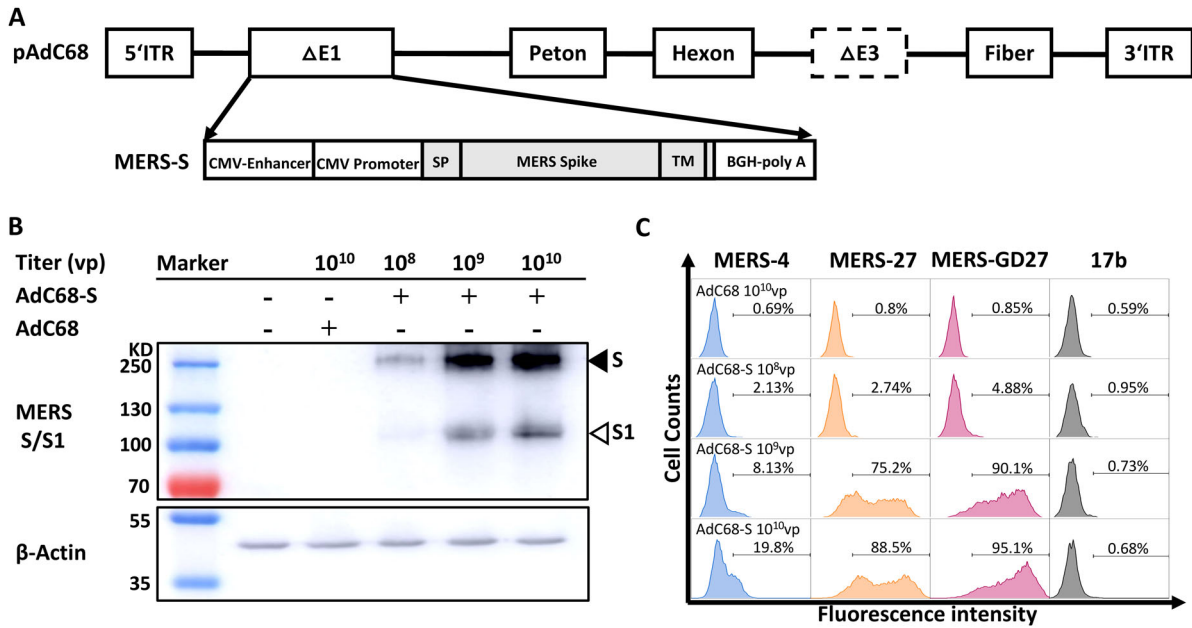 A
pAdC68 5‘ITR △E1 Peton Hexon △E3 Fiber 3‘ITR
MERS-S CMV-Enhancer CMV Promoter SP MERS Spike TM BGH-poly A
B
Titer (vp) Marker - 10¹⁰ 10⁸ 10⁹ 10¹⁰
AdC68-S - - + + +
AdC68 - + - - -
KD
250
130
100
70
MERS
S/S1
S
S1
55
35
β-Actin
C
MERS-4 MERS-27 MERS-GD27 17b
AdC68 10¹⁰vp
0.69% 0.8% 0.85% 0.59%
AdC68-S 10⁸vp
2.13% 2.74% 4.88% 0.95%
AdC68-S 10⁹vp
8.13% 75.2% 90.1% 0.73%
AdC68-S 10¹⁰vp
19.8% 88.5% 95.1% 0.68%
Cell Counts
Fluorescence intensity